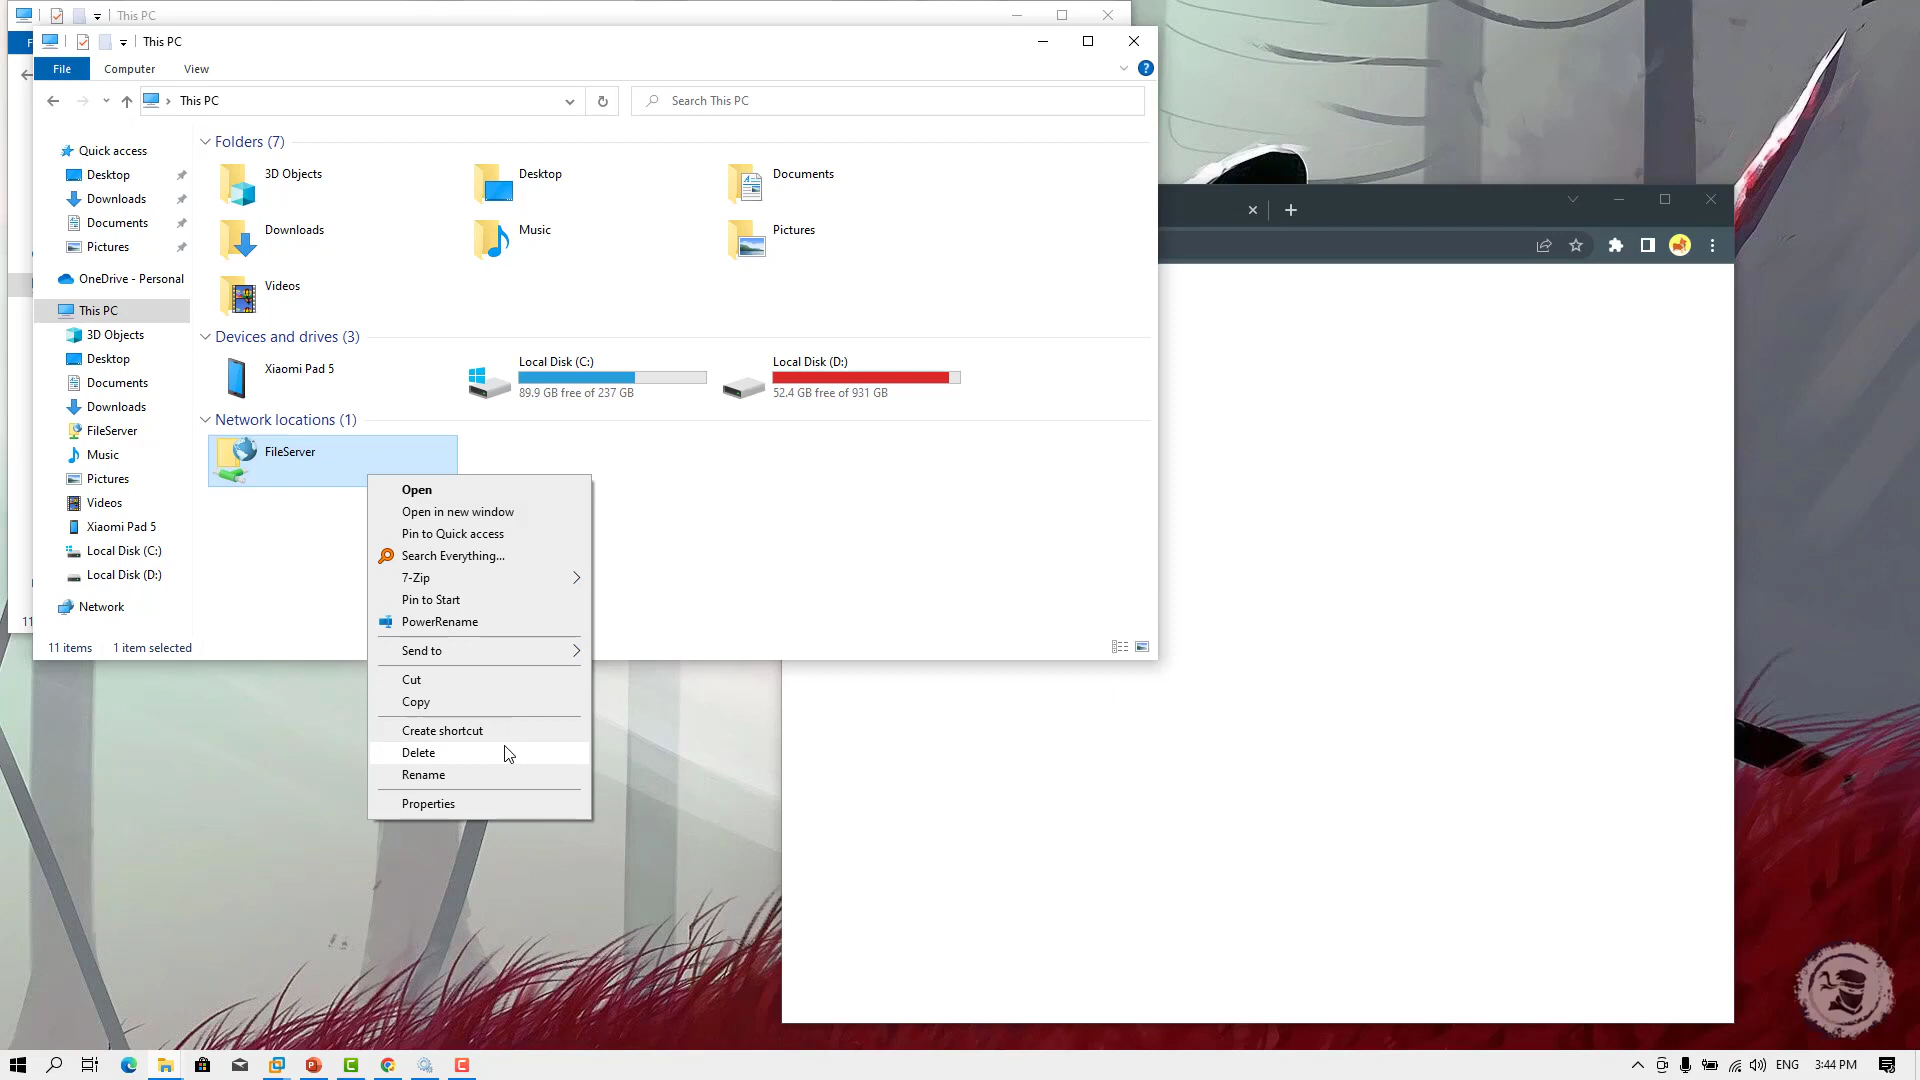 This PC
This PC
File
Computer
View
This PC
Search This PC
Quick access
Desktop
Downloads
Documents
Pictures
OneDrive - Personal
This PC
3D Objects
Desktop
Documents
Downloads
FileServer
Music
Pictures
Videos
Xiaomi Pad 5
Local Disk (C:)
Local Disk (D:)
Network
Folders (7)
3D Objects
Desktop
Documents
Downloads
Music
Pictures
Videos
Devices and drives (3)
Xiaomi Pad 5
Local Disk (C:)
89.9 GB free of 237 GB
Local Disk (D:)
52.4 GB free of 931 GB
Network locations (1)
FileServer
Open
Open in new window
Pin to Quick access
Search Everything...
7-Zip
Pin to Start
PowerRename
Send to
Cut
Copy
Create shortcut
Delete
Rename
Properties
11 items
1 item selected
11
ENG
3:44 PM